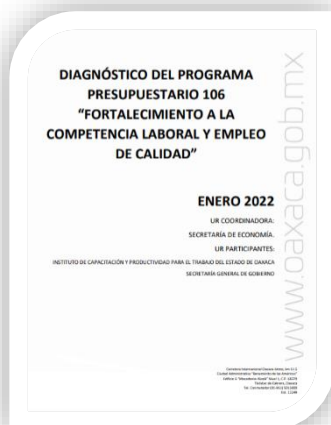 DIAGNÓSTICO DEL PROGRAMA
PRESUPUESTARIO 106
“FORTALECIMIENTO A LA
COMPETENCIA LABORAL Y EMPLEO
DE CALIDAD”
ENERO 2022
UR COORDINADORA:
SECRETARÍA DE ECONOMÍA.
UR PARTICIPANTES:
INSTITUTO DE CAPACITACIÓN Y PRODUCTIVIDAD PARA EL TRABAJO DEL ESTADO DE OAXACA
SECRETARÍA GENERAL DE GOBIERNO
www.oaxaca.gob.mx